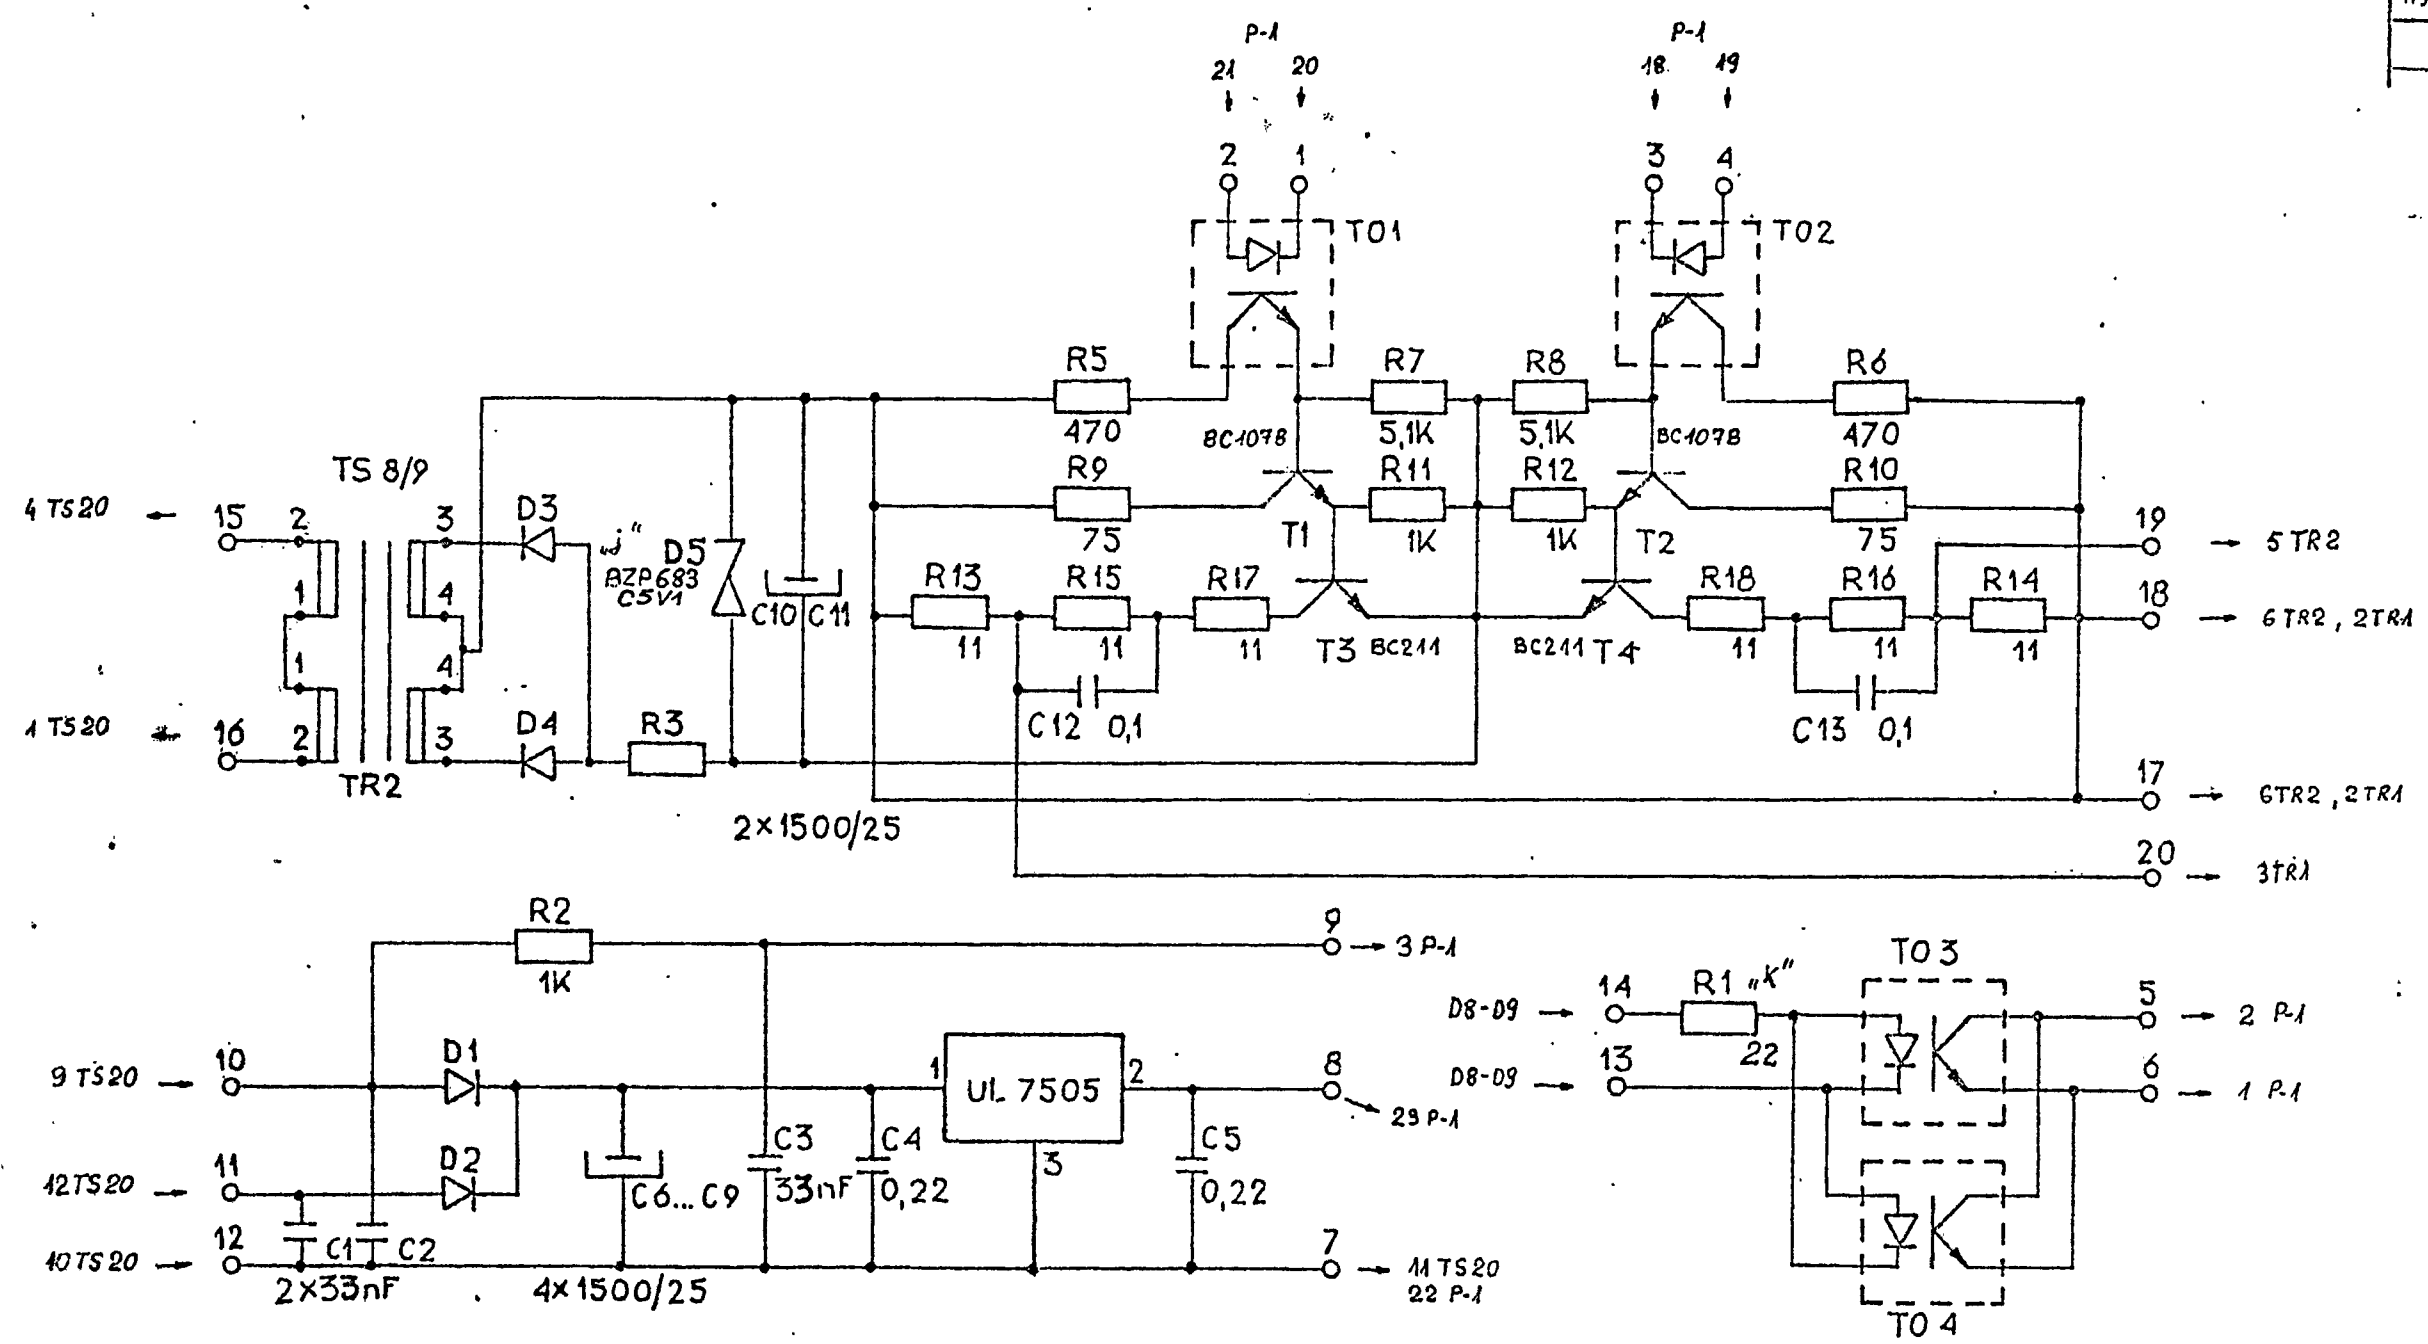 P-1
P-1
21
20
18
19
2
1
3
4
TO1
TO2
R5
R7
R8
R6
470
BC107B
5,1K
5,1K
BC107B
470
TS 8/9
R9
R11
R12
R10
4 TS20
15
2
3
D3
„j"
D5
BZP683
C5V1
75
T1
1K
1K
T2
75
19
5 TR2
1
4
C10
C11
R13
R15
R17
R18
R16
R14
18
6 TR2, 2TR1
11
11
11
T3
BC211
BC211
T4
11
11
11
1
4
1 TS20
16
2
3
D4
R3
C12
0,1
C13
0,1
TR2
17
6TR2, 2TR1
2×1500/25
20
3TR1
R2
1K
9
3 P-1
9 TS20
10
D1
1
UL 7505
2
8
23 P-1
12TS20
11
D2
C6...C9
C3
33nF
C4
0,22
3
C5
0,22
10TS20
12
C1
C2
7
11 TS20
22 P-1
2×33nF
4×1500/25
TO 3
D8-D9
14
R1
„K"
22
5
2 P-1
D8-D9
13
6
1 P-1
TO 4